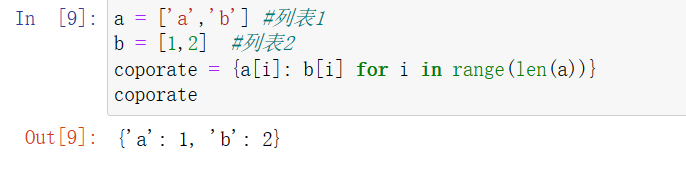 In [9]: a = ['a','b'] #列表1
b = [1,2]  #列表2
coporate = {a[i]: b[i] for i in range(len(a))}
coporate
Out[9]: {'a': 1, 'b': 2}